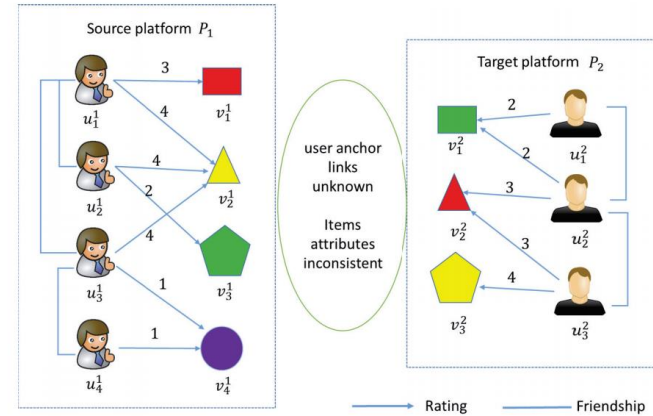 Source platform P₁
3
u₁¹
v₁¹
4
4
2
u₂¹
v₂¹
4
u₃¹
v₃¹
1
1
u₄¹
v₄¹
user anchor
links
unknown
Items
attributes
inconsistent
Target platform P₂
2
v₁²
u₁²
2
3
v₂²
u₂²
3
4
v₃²
u₃²
Rating
Friendship